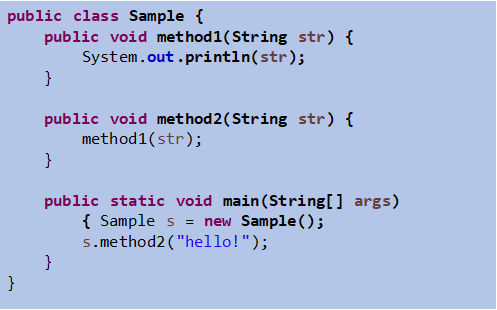 public class Sample {
    public void method1(String str) {
        System.out.println(str);
    }

    public void method2(String str) {
        method1(str);
    }

    public static void main(String[] args)
        { Sample s = new Sample();
        s.method2("hello!");
    }
}